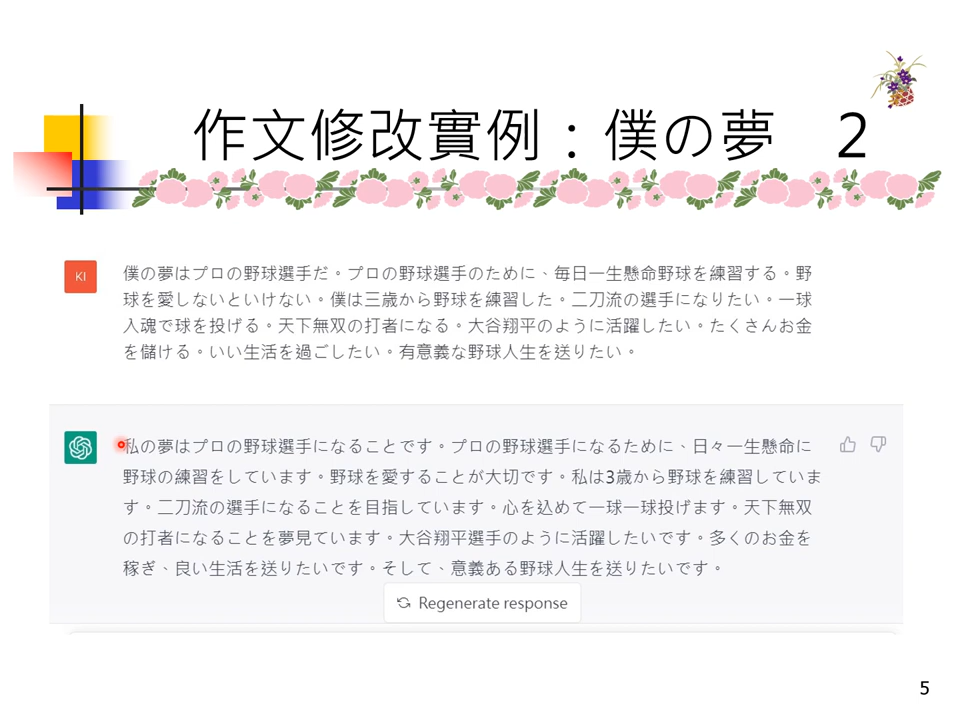 作文修改實例：僕の夢　2
KI
僕の夢はプロの野球選手だ。プロの野球選手のために、毎日一生懸命野球を練習する。野
球を愛しないといけない。僕は三歳から野球を練習した。二刀流の選手になりたい。一球
入魂で球を投げる。天下無双の打者になる。大谷翔平のように活躍したい。たくさんお金
を儲ける。いい生活を過ごしたい。有意義な野球人生を送りたい。
私の夢はプロの野球選手になることです。プロの野球選手になるために、日々一生懸命に
野球の練習をしています。野球を愛することが大切です。私は3歳から野球を練習していま
す。二刀流の選手になることを目指しています。心を込めて一球一球投げます。天下無双
の打者になることを夢見ています。大谷翔平選手のように活躍したいです。多くのお金を
稼ぎ、良い生活を送りたいです。そして、意義ある野球人生を送りたいです。
Regenerate response
5